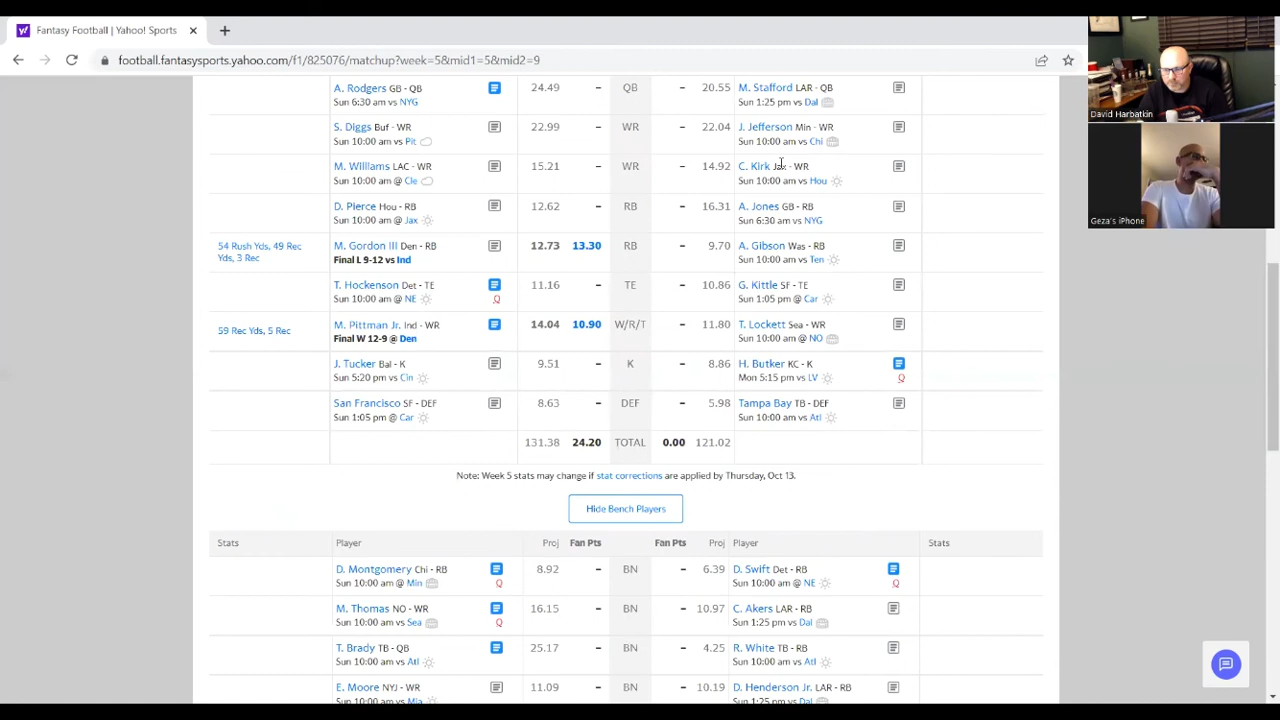 Fantasy Football | Yahoo! Sports
football.fantasysports.yahoo.com/f1/825076/matchup?week=5&mid1=5&mid2=9
A. Rodgers GB - QB 24.49 – QB – 20.55 M. Stafford LAR - QB
Sun 6:30 am vs NYG Sun 1:25 pm vs Dal
S. Diggs Buf - WR 22.99 – WR – 22.04 J. Jefferson Min - WR
Sun 10:00 am vs Pit Sun 10:00 am vs Chi
M. Williams LAC - WR 15.21 – WR – 14.92 C. Kirk Jax - WR
Sun 10:00 am @ Cle Sun 10:00 am vs Hou
D. Pierce Hou - RB 12.62 – RB – 16.31 A. Jones GB - RB
Sun 10:00 am @ Jax Sun 6:30 am vs NYG
54 Rush Yds, 49 Rec M. Gordon III Den - RB 12.73 13.30 RB – 9.70 A. Gibson Was - RB
Yds, 3 Rec Final L 9-12 vs Ind Sun 10:00 am vs Ten
T. Hockenson Det - TE 11.16 – TE – 10.86 G. Kittle SF - TE
Sun 10:00 am @ NE Q Sun 1:05 pm @ Car
59 Rec Yds, 5 Rec M. Pittman Jr. Ind - WR 14.04 10.90 W/R/T – 11.80 T. Lockett Sea - WR
Final W 12-9 @ Den Sun 10:00 am @ NO
J. Tucker Bal - K 9.51 – K – 8.86 H. Butker KC - K
Sun 5:20 pm vs Cin Mon 5:15 pm vs LV Q
San Francisco SF - DEF 8.63 – DEF – 5.98 Tampa Bay TB - DEF
Sun 1:05 pm @ Car Sun 10:00 am vs Atl
131.38 24.20 TOTAL 0.00 121.02
Note: Week 5 stats may change if stat corrections are applied by Thursday, Oct 13.
Hide Bench Players
Stats Player Proj Fan Pts Fan Pts Proj Player Stats
D. Montgomery Chi - RB 8.92 – BN – 6.39 D. Swift Det - RB
Sun 10:00 am @ Min Q Sun 10:00 am @ NE Q
M. Thomas NO - WR 16.15 – BN – 10.97 C. Akers LAR - RB
Sun 10:00 am vs Sea Q Sun 1:25 pm vs Dal
T. Brady TB - QB 25.17 – BN – 4.25 R. White TB - RB
Sun 10:00 am vs Atl Sun 10:00 am vs Atl
E. Moore NYJ - WR 11.09 – BN – 10.19 D. Henderson Jr. LAR - RB
Sun 10:00 am vs Mia Sun 1:25 pm vs Dal
David Harbatkin
Geza's iPhone